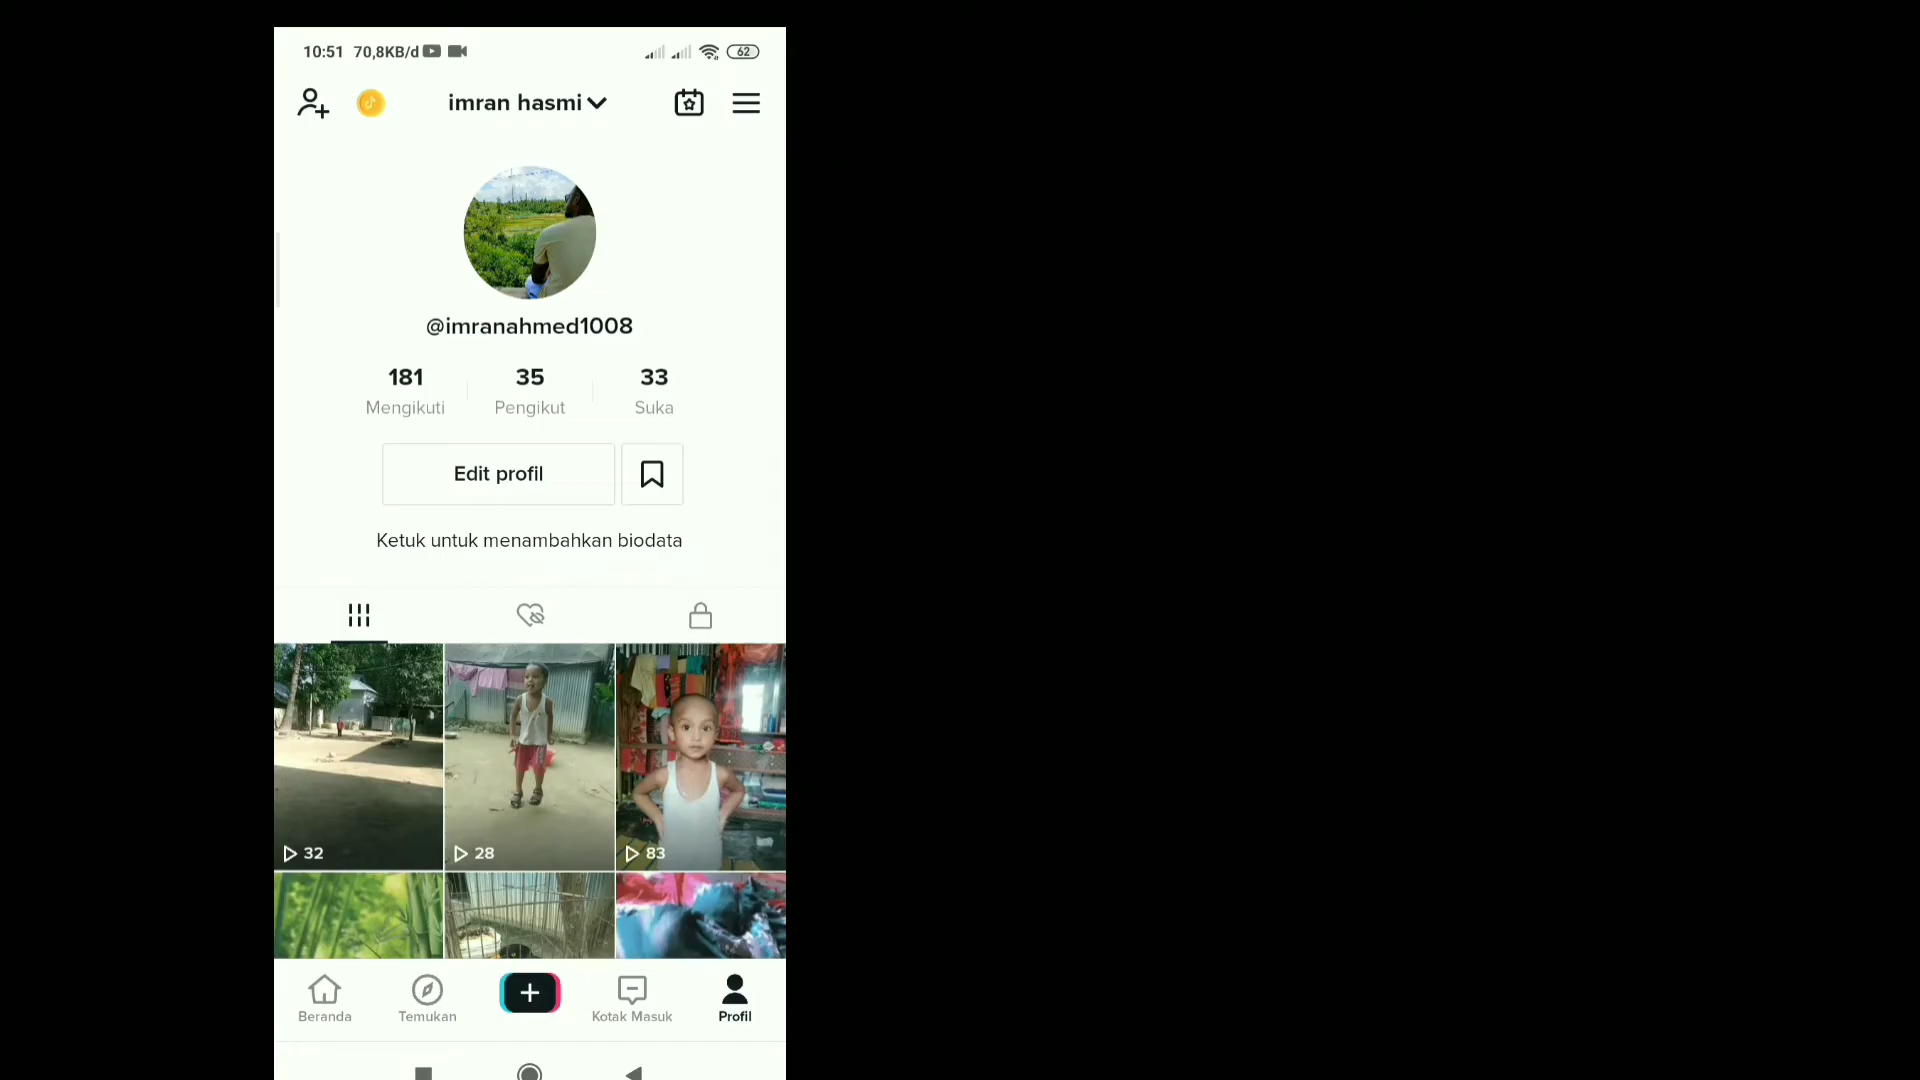 10:51 70,8KB/d 62
imran hasmi
@imranahmed1008
181 35 33
Mengikuti Pengikut Suka
Edit profil
Ketuk untuk menambahkan biodata
32 28 83
Beranda Temukan Kotak Masuk Profil